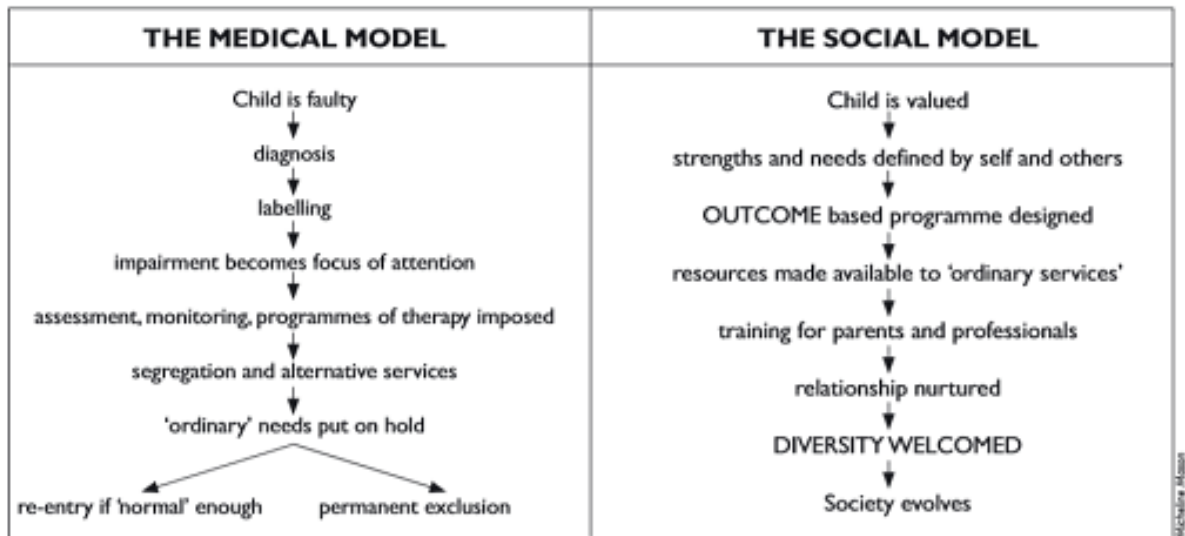 THE MEDICAL MODEL
Child is faulty
diagnosis
labelling
impairment becomes focus of attention
assessment, monitoring, programmes of therapy imposed
segregation and alternative services
‘ordinary’ needs put on hold
re-entry if ‘normal’ enough
permanent exclusion
THE SOCIAL MODEL
Child is valued
strengths and needs defined by self and others
OUTCOME based programme designed
resources made available to ‘ordinary services’
training for parents and professionals
relationship nurtured
DIVERSITY WELCOMED
Society evolves
Micheline Mason